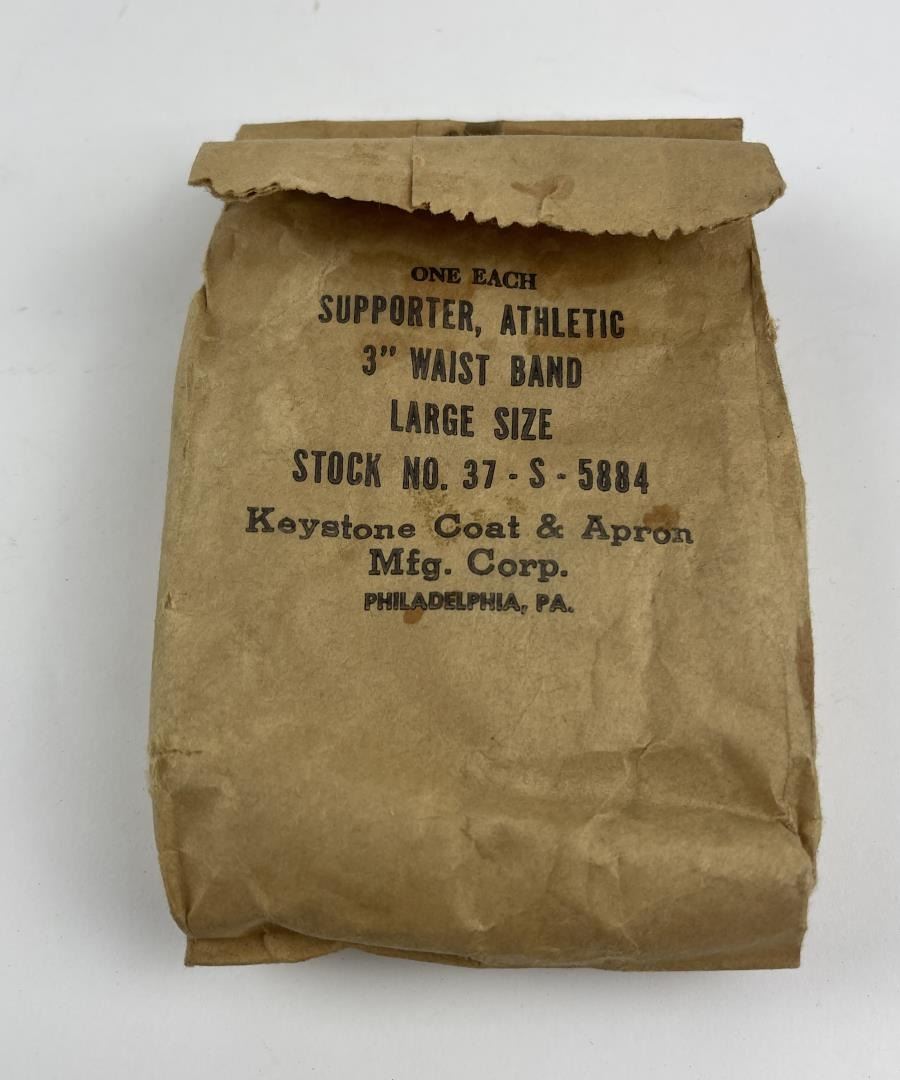 ONE EACH
SUPPORTER, ATHLETIC
3" WAIST BAND
LARGE SIZE
STOCK NO. 37 - S - 5884
Keystone Coat & Apron
Mfg. Corp.
PHILADELPHIA, PA.